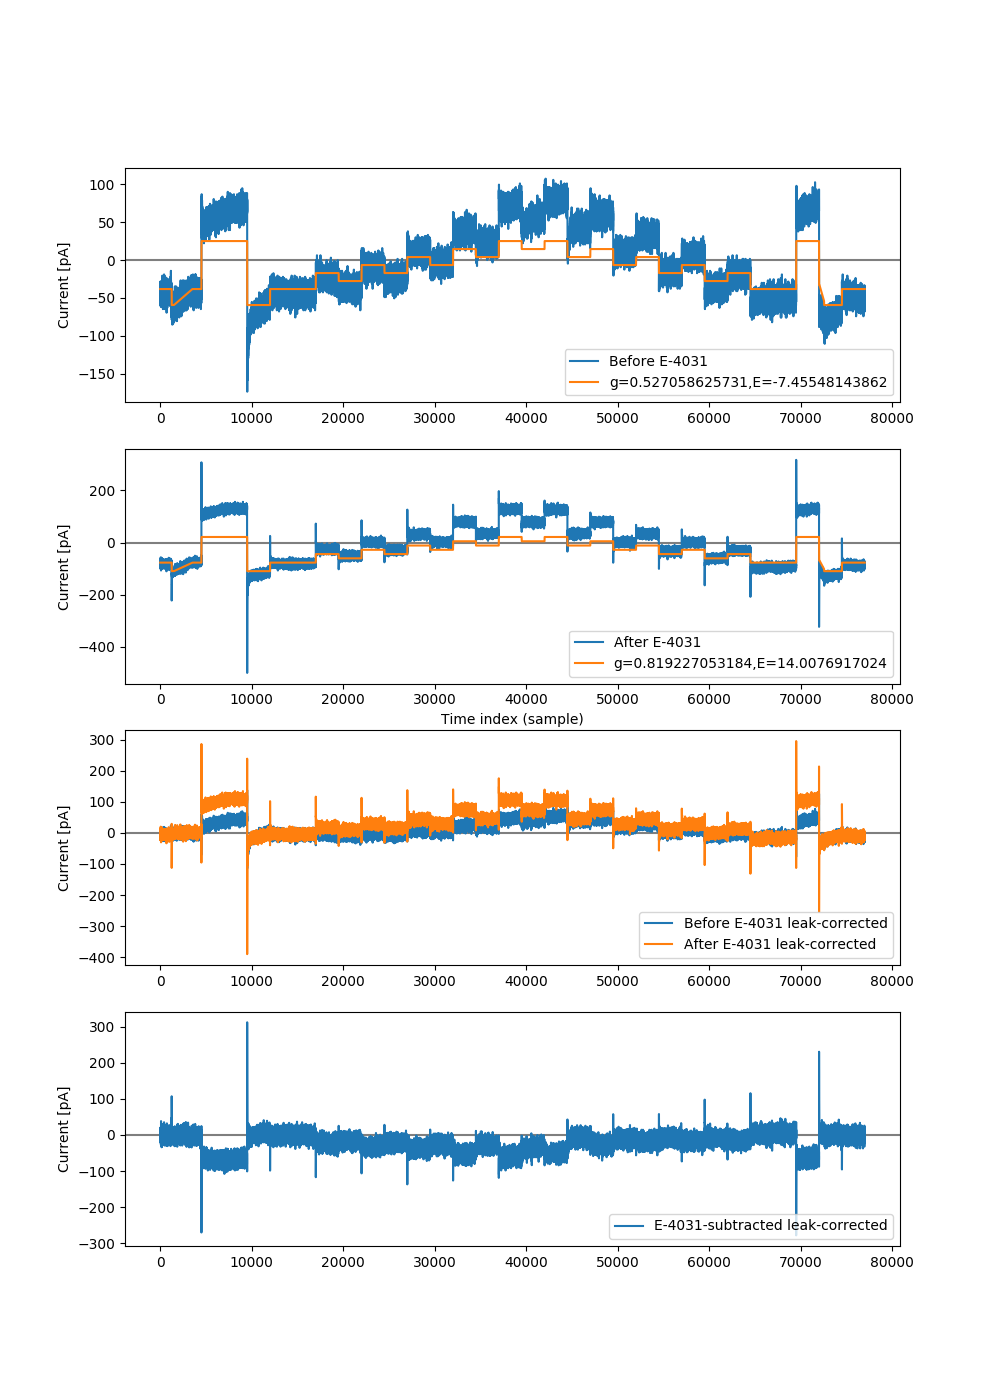 100
50
0
−50
−100
−150
Current [pA]
Before E-4031
g=0.527058625731,E=-7.45548143862
0 10000 20000 30000 40000 50000 60000 70000 80000
200
0
−200
−400
Current [pA]
After E-4031
g=0.819227053184,E=14.0076917024
0 10000 20000 30000 40000 50000 60000 70000 80000
Time index (sample)
300
200
100
0
−100
−200
−300
−400
Current [pA]
Before E-4031 leak-corrected
After E-4031 leak-corrected
0 10000 20000 30000 40000 50000 60000 70000 80000
300
200
100
0
−100
−200
−300
Current [pA]
E-4031-subtracted leak-corrected
0 10000 20000 30000 40000 50000 60000 70000 80000